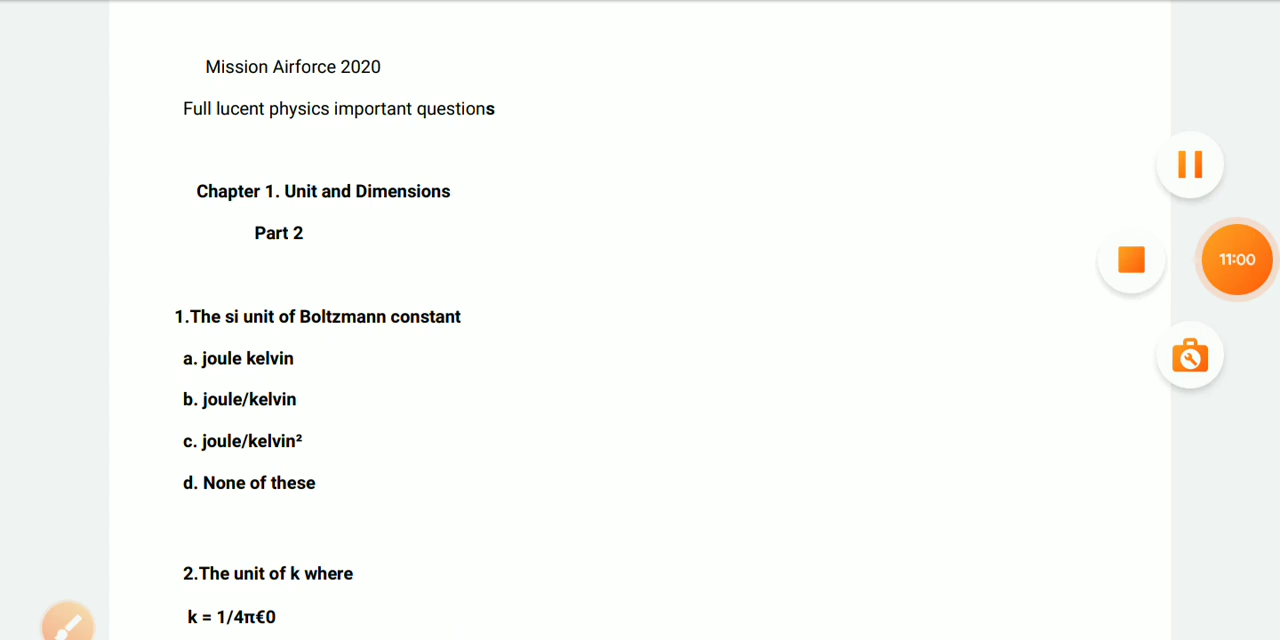 Mission Airforce 2020
Full lucent physics important questions
Chapter 1. Unit and Dimensions
Part 2
11:00
1.The si unit of Boltzmann constant
a. joule kelvin
b. joule/kelvin
c. joule/kelvin²
d. None of these
2.The unit of k where
k = 1/4π€0